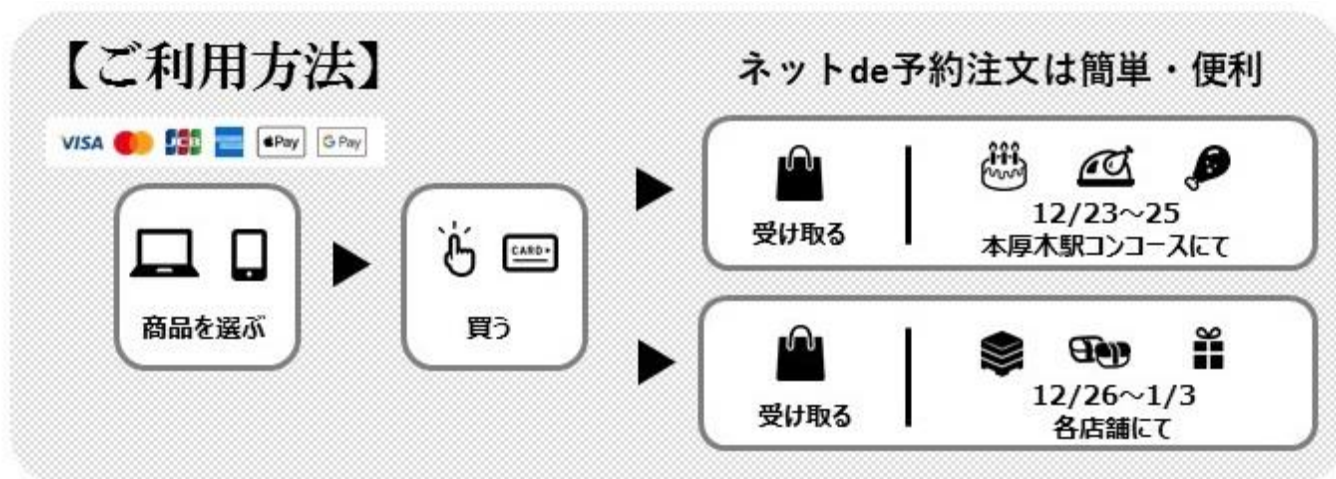 【ご利用方法】
ネットde予約注文は簡単・便利
VISA JCB Pay G Pay
商品を選ぶ
CARD
買う
受け取る
12/23～25
本厚木駅コンコースにて
受け取る
12/26～1/3
各店舗にて